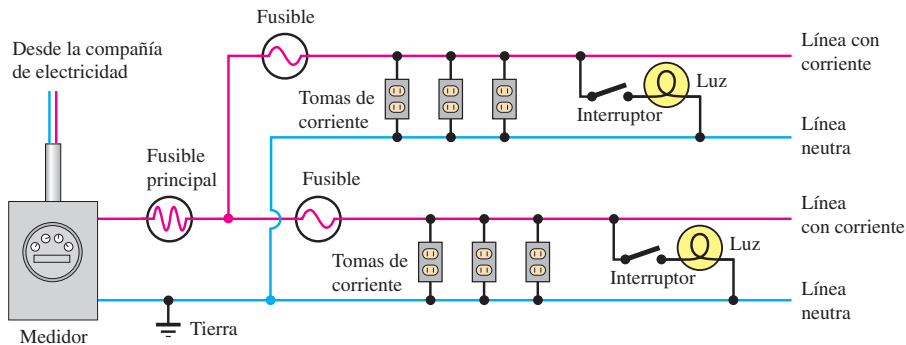 Desde la compañía
de electricidad
Fusible
Línea con
corriente
Tomas de
corriente
Luz
Interruptor
Línea
neutra
Fusible
principal
Fusible
Línea
con corriente
Tomas de
corriente
Luz
Interruptor
Línea
neutra
Tierra
Medidor